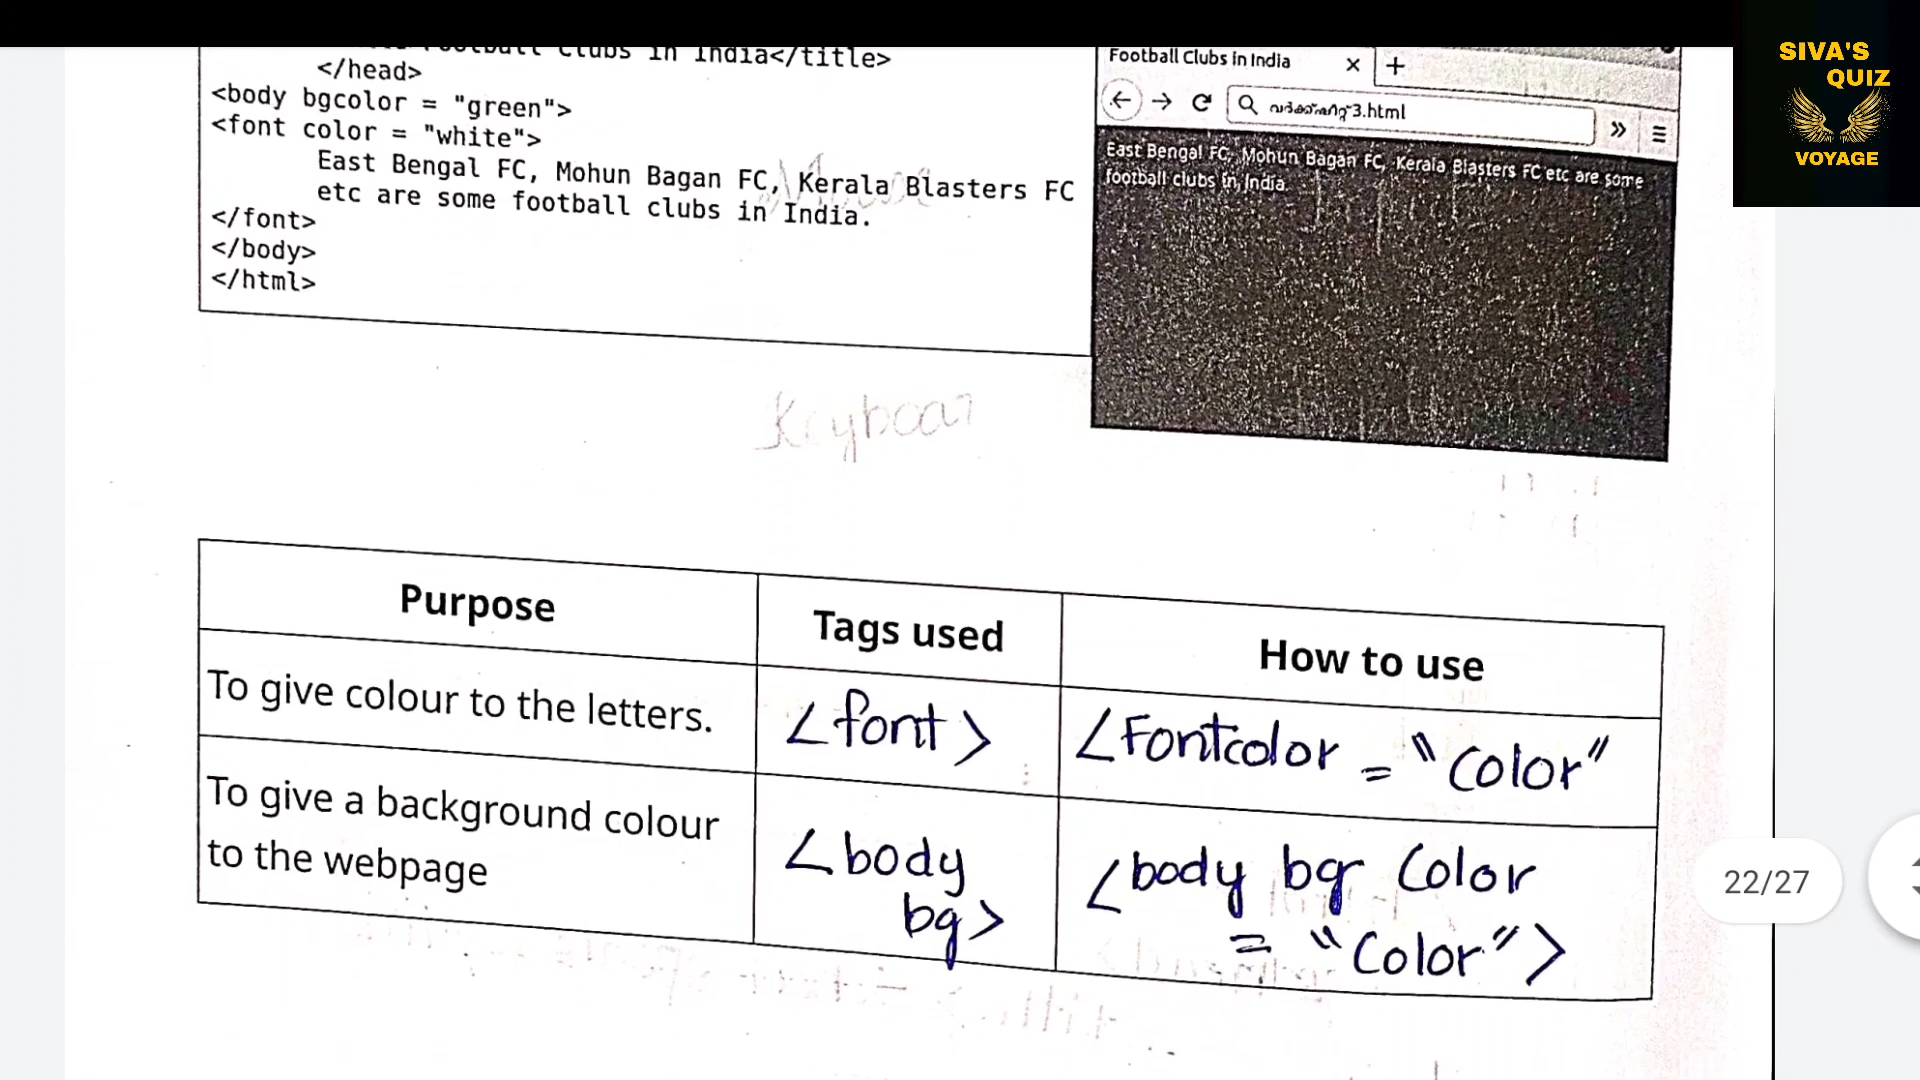 Football Clubs in India</title>
</head>
<body bgcolor = "green">
<font color = "white">
East Bengal FC, Mohun Bagan FC, Kerala Blasters FC
etc are some football clubs in India.
</font>
</body>
</html>
Football Clubs in India × +
3.html
East Bengal FC, Mohun Bagan FC, Kerala Blasters FC etc are some
football clubs in India.
SIVA'S
QUIZ
VOYAGE
Keyboar
Purpose
Tags used
How to use
To give colour to the letters.
<font>
<Fontcolor = "Color"
To give a background colour
to the webpage
<body
bg>
<body bg Color
= "Color">
22/27